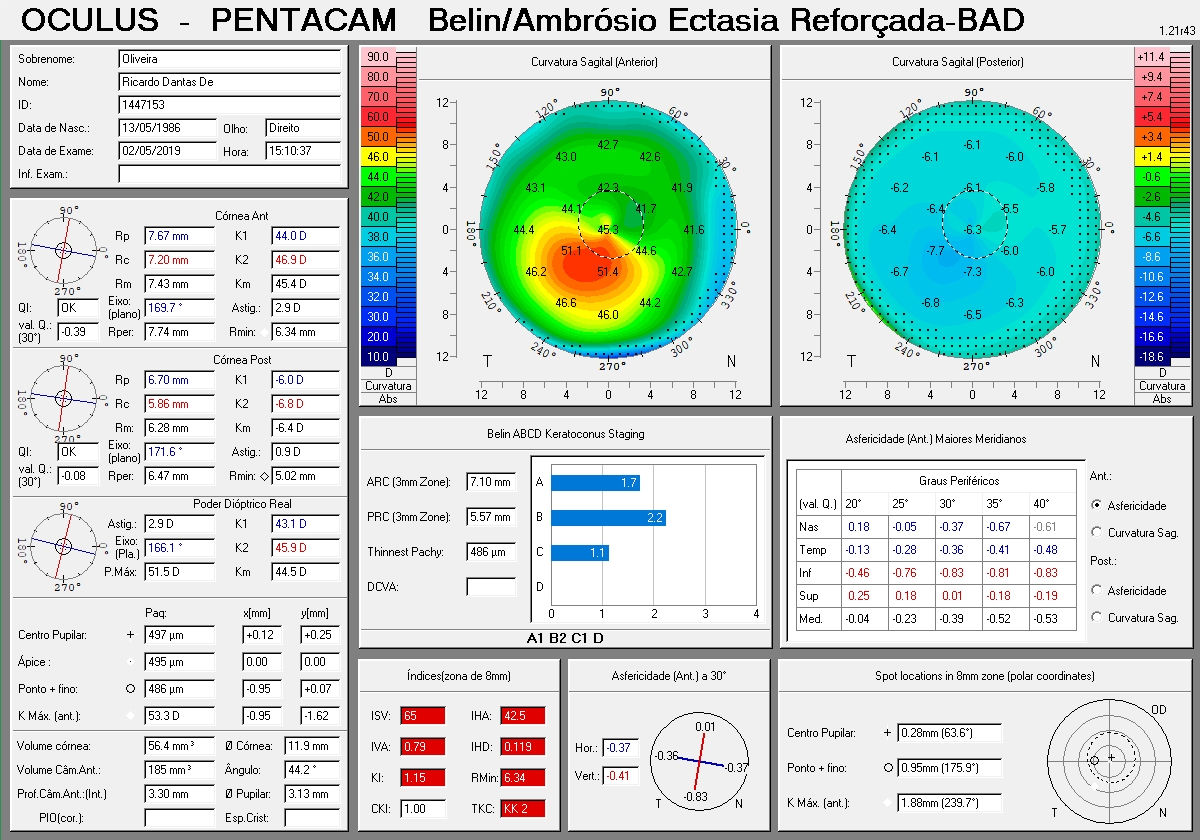 OCULUS - PENTACAM Belin/Ambrósio Ectasia Reforçada-BAD
1.21r43
Sobrenome: Oliveira
Nome: Ricardo Dantas De
ID: 1447153
Data de Nasc.: 13/05/1986 Olho: Direito
Data de Exame: 02/05/2019 Hora: 15:10:37
Inf. Exam.:
Córnea Ant
90°
180°
0°
270°
Rp 7.67 mm K1 44.0 D
Rc 7.20 mm K2 46.9 D
Rm 7.43 mm Km 45.4 D
QI: OK Eixo: (plano) 169.7 ° Astig.: 2.9 D
val. Q.: (30°) -0.39 Rper: 7.74 mm Rmin: 6.34 mm
Córnea Post
90°
180°
0°
270°
Rp 6.70 mm K1 -6.0 D
Rc 5.86 mm K2 -6.8 D
Rm: 6.28 mm Km -6.4 D
QI: OK Eixo: (plano) 171.6 ° Astig.: 0.9 D
val. Q.: (30°) -0.08 Rper: 6.47 mm Rmin: 5.02 mm
Poder Dióptrico Real
90°
180°
0°
270°
Astig.: 2.9 D K1 43.1 D
Eixo: (Pla.) 166.1 ° K2 45.9 D
P.Máx: 51.5 D Km 44.5 D
Paq: x[mm] y[mm]
Centro Pupilar: + 497 µm +0.12 +0.25
Ápice : 495 µm 0.00 0.00
Ponto + fino: O 486 µm -0.95 +0.07
K Máx. (ant.): 53.3 D -0.95 -1.62
Volume córnea: 56.4 mm³ Ø Córnea: 11.9 mm
Volume Câm.Ant.: 185 mm³ Ângulo: 44.2 °
Prof.Câm.Ant.:(Int.) 3.30 mm Ø Pupilar: 3.13 mm
PIO(cor.): Esp.Crist:
90.0
80.0
70.0
60.0
50.0
46.0
44.0
42.0
40.0
38.0
36.0
34.0
32.0
30.0
20.0
10.0
D
Curvatura
Abs
Curvatura Sagital (Anterior)
12 8 4 0 4 8 12
90°
120° 60°
150° 30°
180° 0°
210° 330°
240° 300°
270°
42.7
43.0 42.6
43.1 42.3 41.9
44.1 41.7
44.4 45.3 41.6
51.1 44.6
46.2 51.4 42.7
46.6 44.2
46.0
T N
12 8 4 0 4 8 12
Curvatura Sagital (Posterior)
12 8 4 0 4 8 12
90°
120° 60°
150° 30°
180° 0°
210° 330°
240° 300°
270°
-6.1
-6.1 -6.0
-6.2 -6.1 -5.8
-6.4 -5.5
-6.4 -6.3 -5.7
-7.7 -6.0
-6.7 -7.3 -6.0
-6.8 -6.3
-6.5
T N
12 8 4 0 4 8 12
+11.4
+9.4
+7.4
+5.4
+3.4
+1.4
-0.6
-2.6
-4.6
-6.6
-8.6
-10.6
-12.6
-14.6
-16.6
-18.6
D
Curvatura
Abs
Belin ABCD Keratoconus Staging
ARC (3mm Zone): 7.10 mm A 1.7
PRC (3mm Zone): 5.57 mm B 2.2
Thinnest Pachy: 486 µm C 1.1
DCVA: D
0 1 2 3 4
A1 B2 C1 D
Asfericidade (Ant.) Maiores Meridianos
Graus Periféricos
(val. Q.) 20° 25° 30° 35° 40°
Nas 0.18 -0.05 -0.37 -0.67 -0.61
Temp -0.13 -0.28 -0.36 -0.41 -0.48
Inf -0.46 -0.76 -0.83 -0.81 -0.83
Sup 0.25 0.18 0.01 -0.18 -0.19
Med. -0.04 -0.23 -0.39 -0.52 -0.53
Ant.:
Asfericidade
Curvatura Sag.
Post.:
Asfericidade
Curvatura Sag.
Índices(zona de 8mm)
ISV: 65 IHA: 42.5
IVA: 0.79 IHD: 0.119
KI: 1.15 RMin: 6.34
CKI: 1.00 TKC: KK 2
Asfericidade (Ant.) a 30°
Hor.: -0.37
Vert.: -0.41
0.01
-0.36 -0.37
-0.83
T N
Spot locations in 8mm zone (polar coordinates)
Centro Pupilar: + 0.28mm (63.6°)
Ponto + fino: O 0.95mm (175.9°)
K Máx. (ant.): 1.88mm (239.7°)
OD
T N